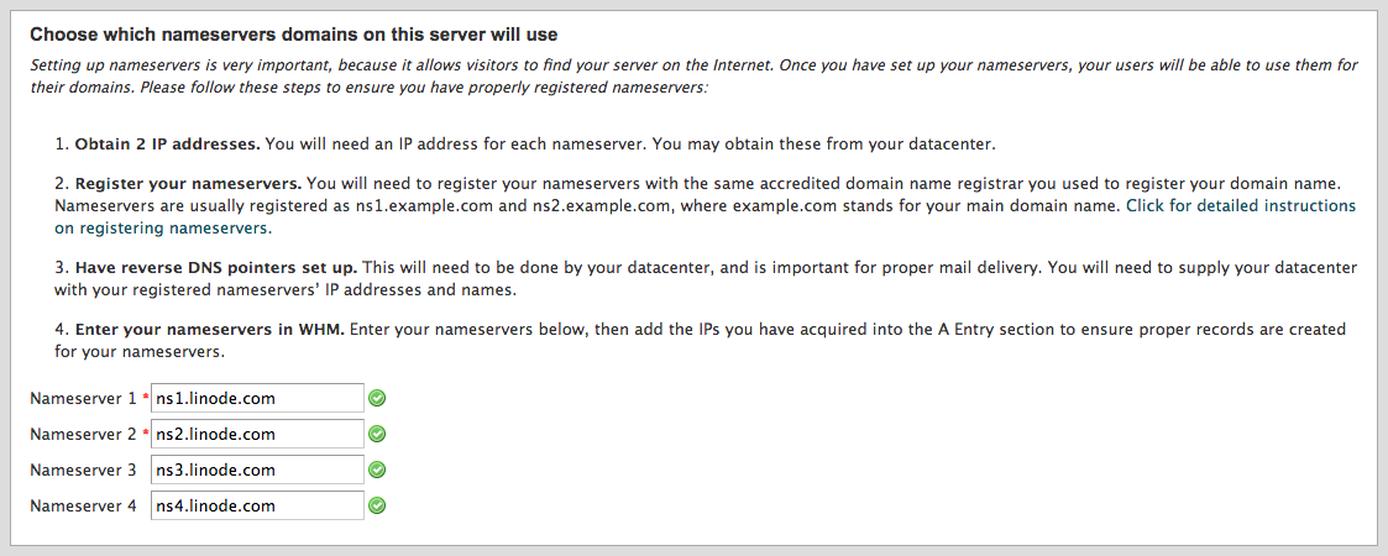 Choose which nameservers domains on this server will use
Setting up nameservers is very important, because it allows visitors to find your server on the Internet. Once you have set up your nameservers, your users will be able to use them for
their domains. Please follow these steps to ensure you have properly registered nameservers:
1. Obtain 2 IP addresses. You will need an IP address for each nameserver. You may obtain these from your datacenter.
2. Register your nameservers. You will need to register your nameservers with the same accredited domain name registrar you used to register your domain name.
Nameservers are usually registered as ns1.example.com and ns2.example.com, where example.com stands for your main domain name. Click for detailed instructions
on registering nameservers.
3. Have reverse DNS pointers set up. This will need to be done by your datacenter, and is important for proper mail delivery. You will need to supply your datacenter
with your registered nameservers’ IP addresses and names.
4. Enter your nameservers in WHM. Enter your nameservers below, then add the IPs you have acquired into the A Entry section to ensure proper records are created
for your nameservers.
Nameserver 1 * ns1.linode.com
Nameserver 2 * ns2.linode.com
Nameserver 3 ns3.linode.com
Nameserver 4 ns4.linode.com